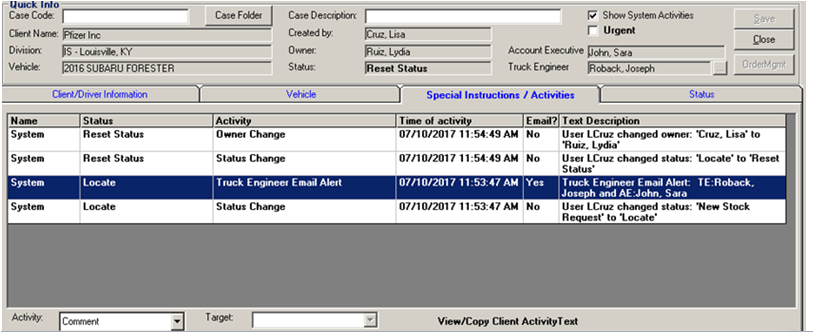 Quick Info
Case Code: Case Folder Case Description: Show System Activities Save
Client Name: Pfizer Inc Created by: Cruz, Lisa Urgent Close
Division: IS - Louisville, KY Owner: Ruiz, Lydia Account Executive John, Sara
Vehicle: 2016 SUBARU FORESTER Status: Reset Status Truck Engineer Roback, Joseph ... OrderMgmt
Client/Driver Information Vehicle Special Instructions / Activities Status
Name Status Activity Time of activity Email? Text Description
System Reset Status Owner Change 07/10/2017 11:54:49 AM No User LCruz changed owner: 'Cruz, Lisa' to
'Ruiz, Lydia'
System Reset Status Status Change 07/10/2017 11:54:49 AM No User LCruz changed status: 'Locate' to 'Reset
Status'
System Locate Truck Engineer Email Alert 07/10/2017 11:53:47 AM Yes Truck Engineer Email Alert: TE:Roback,
Joseph and AE:John, Sara
System Locate Status Change 07/10/2017 11:53:47 AM No User LCruz changed status: 'New Stock
Request' to 'Locate'
Activity: Comment Target: View/Copy Client ActivityText